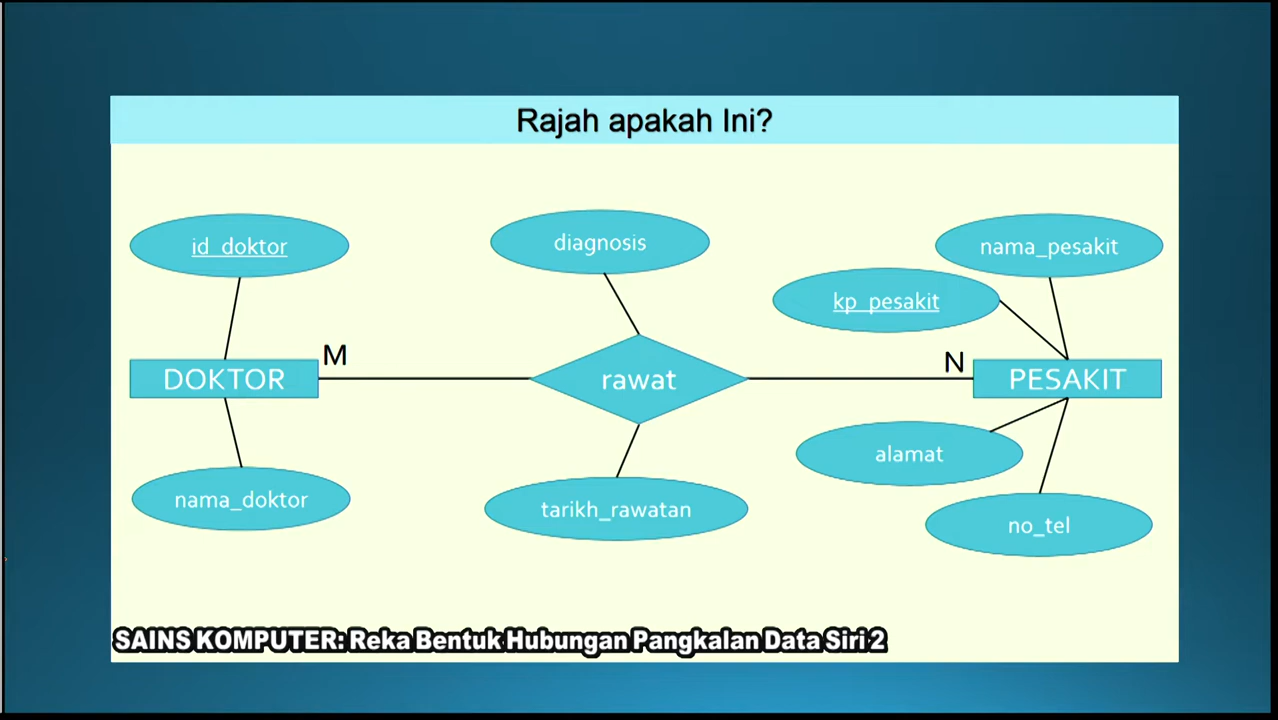 Rajah apakah Ini?
id_doktor
diagnosis
nama_pesakit
kp_pesakit
M
N
DOKTOR
rawat
PESAKIT
alamat
nama_doktor
tarikh_rawatan
no_tel
SAINS KOMPUTER: Reka Bentuk Hubungan Pangkalan Data Siri 2